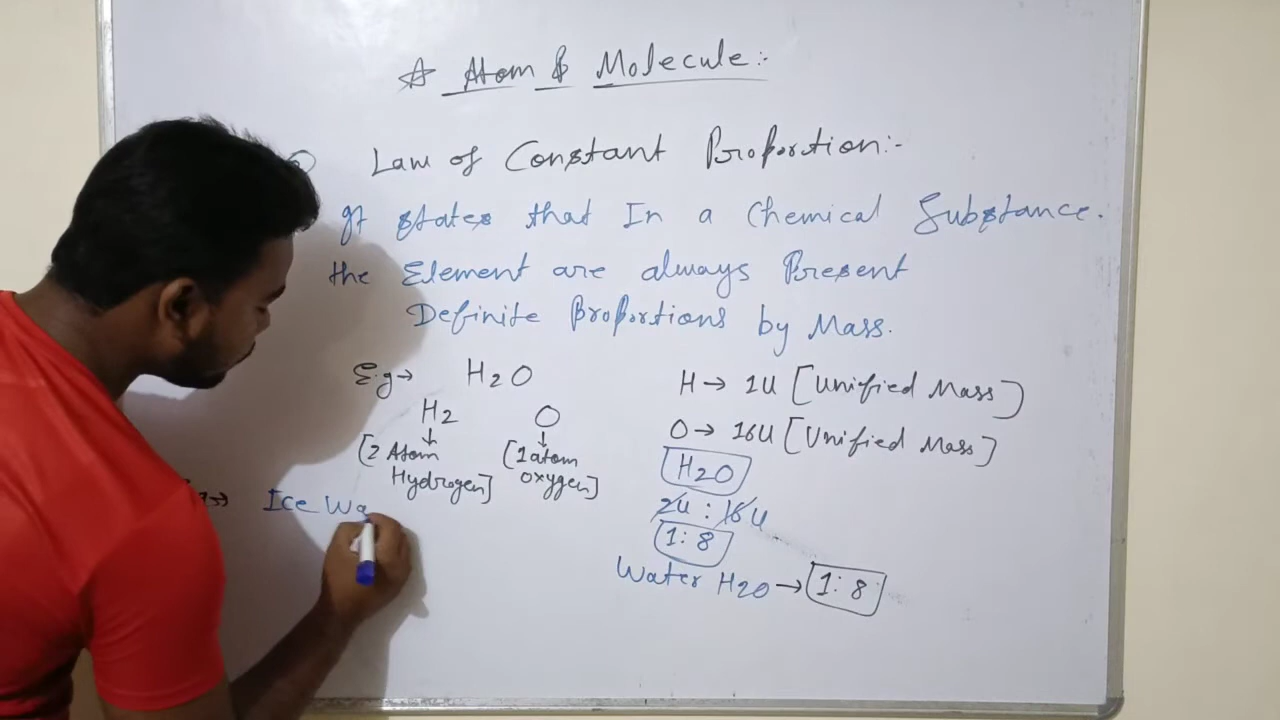 ☆ Atom & Molecule:-
Law of Constant Proportion:-
It states that In a Chemical Substance.
the Element are always Present
Definite Proportions by Mass.
E.g→ H2O
H2 O
[2 Atom Hydrogen] [1 atom oxygen]
Ice Wa
H→ 1U [Unified Mass]
O→ 16U [Unified Mass]
H2O
2U : 16U
1: 8
Water H2O → 1: 8